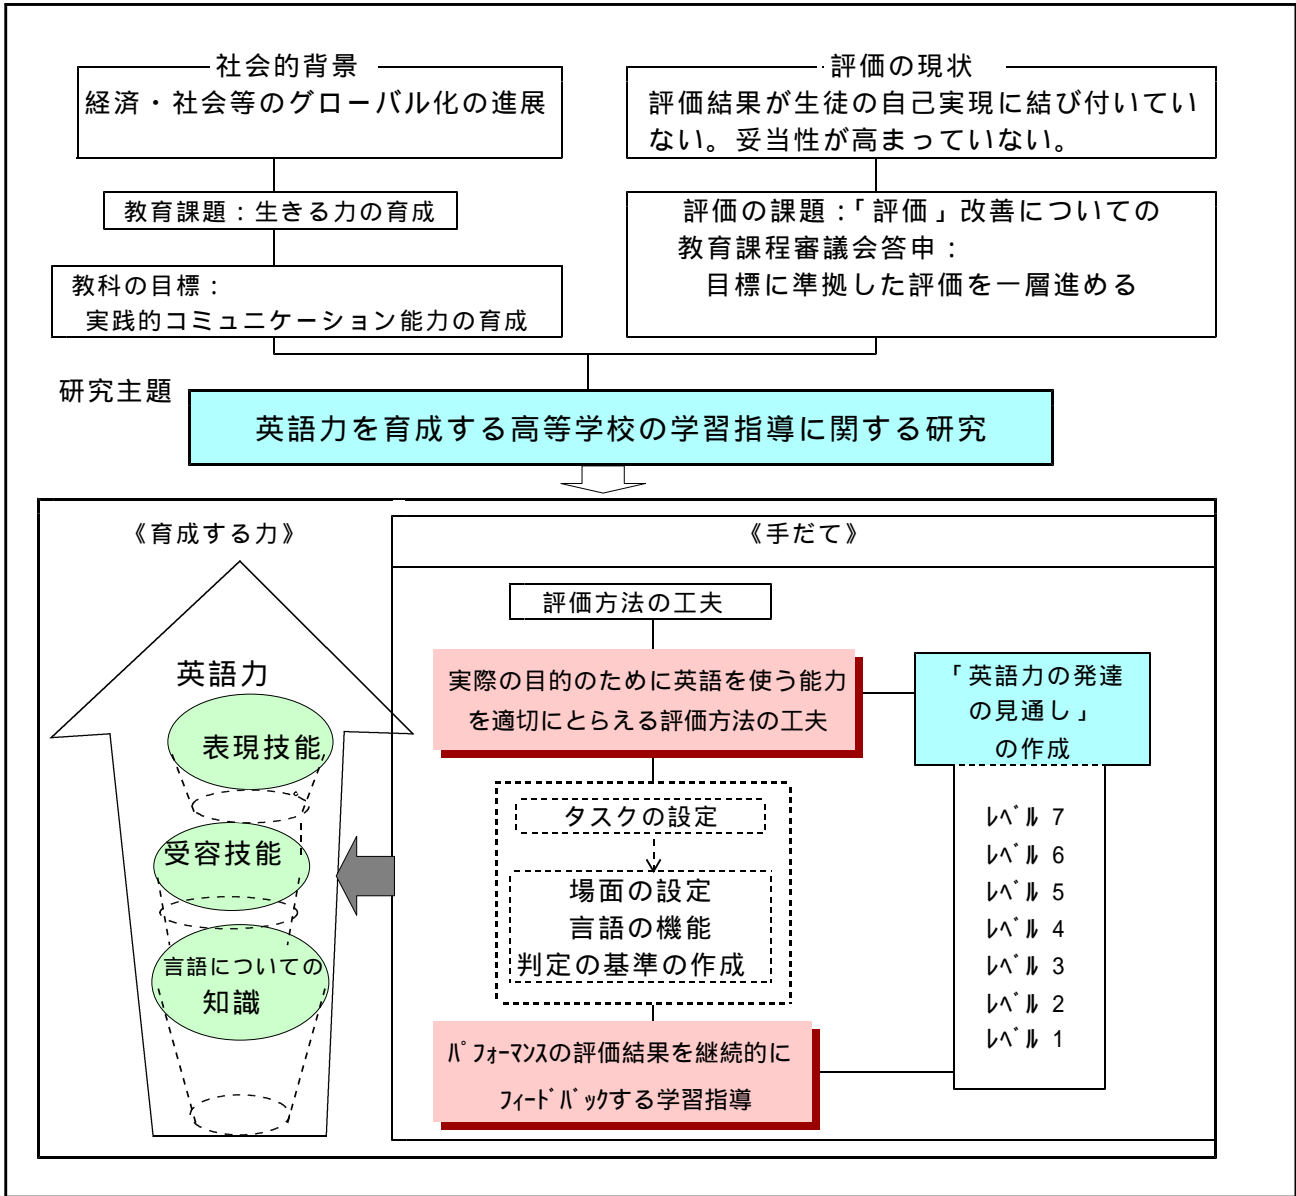 社会的背景
経済・社会等のグローバル化の進展
評価の現状
評価結果が生徒の自己実現に結び付いてい
ない。妥当性が高まっていない。
教育課題：生きる力の育成
教科の目標：
実践的コミュニケーション能力の育成
評価の課題：「評価」改善についての
教育課程審議会答申：
目標に準拠した評価を一層進める
研究主題
英語力を育成する高等学校の学習指導に関する研究
《育成する力》
英語力
表現技能
受容技能
言語についての
知識
《手だて》
評価方法の工夫
実際の目的のために英語を使う能力
を適切にとらえる評価方法の工夫
タスクの設定
場面の設定
言語の機能
判定の基準の作成
ﾊﾟﾌｫｰﾏﾝｽの評価結果を継続的に
ﾌｨｰﾄﾞﾊﾞｯｸする学習指導
「英語力の発達
の見通し」
の作成
ﾚﾍﾞﾙ 7
ﾚﾍﾞﾙ 6
ﾚﾍﾞﾙ 5
ﾚﾍﾞﾙ 4
ﾚﾍﾞﾙ 3
ﾚﾍﾞﾙ 2
ﾚﾍﾞﾙ 1